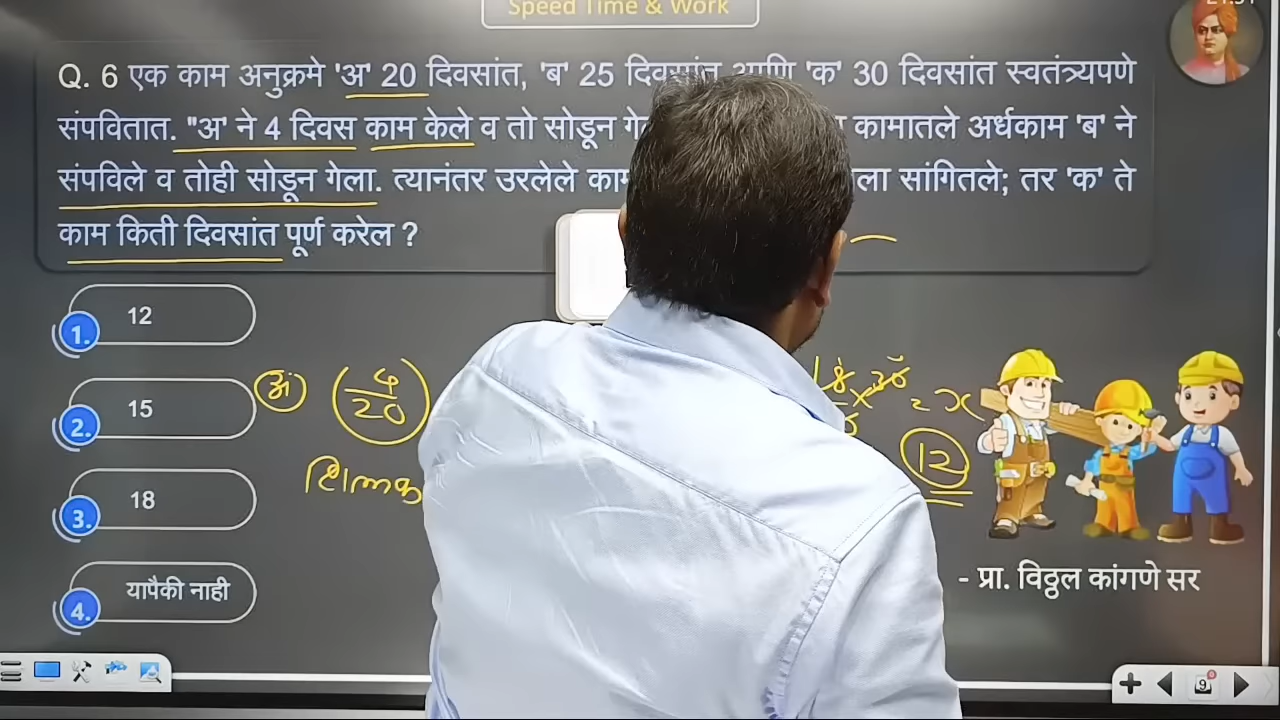 Speed Time & Work
Q. 6 एक काम अनुक्रमे 'अ' 20 दिवसांत, 'ब' 25 दिवसांत आणि 'क' 30 दिवसांत स्वतंत्र्यपणे
संपवितात. "अ' ने 4 दिवस काम केले व तो सोडून कामातले अर्धकाम 'ब' ने
संपविले व तोही सोडून गेला. त्यानंतर उरलेले सांगितले; तर 'क' ते
काम किती दिवसांत पूर्ण करेल ?
1. 12
2. 15
3. 18
4. यापैकी नाही
अ (4/20)
= x
12
- प्रा. विठ्ठल कांगणे सर
9